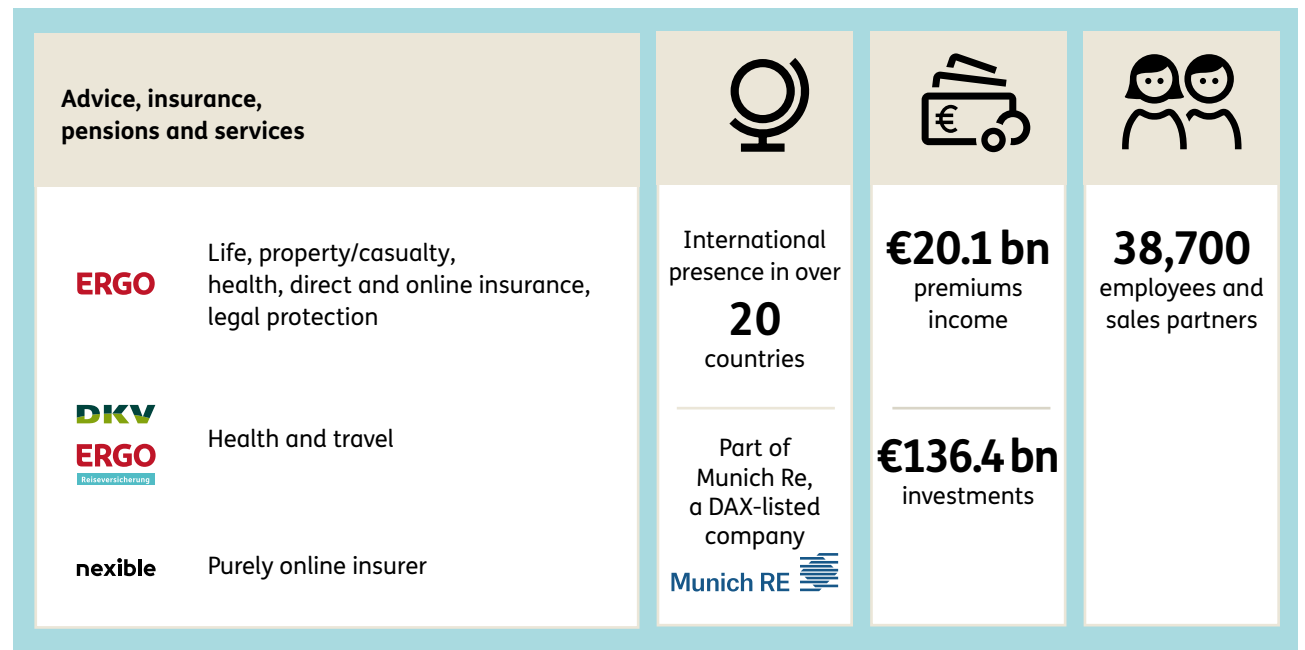 Advice, insurance,
pensions and services
ERGO
Life, property/casualty,
health, direct and online insurance,
legal protection
DKV
ERGO
Reiseversicherung
Health and travel
nexible
Purely online insurer
International
presence in over
20
countries
Part of
Munich Re,
a DAX-listed
company
Munich RE
€
€20.1 bn
premiums
income
€136.4 bn
investments
38,700
employees and
sales partners